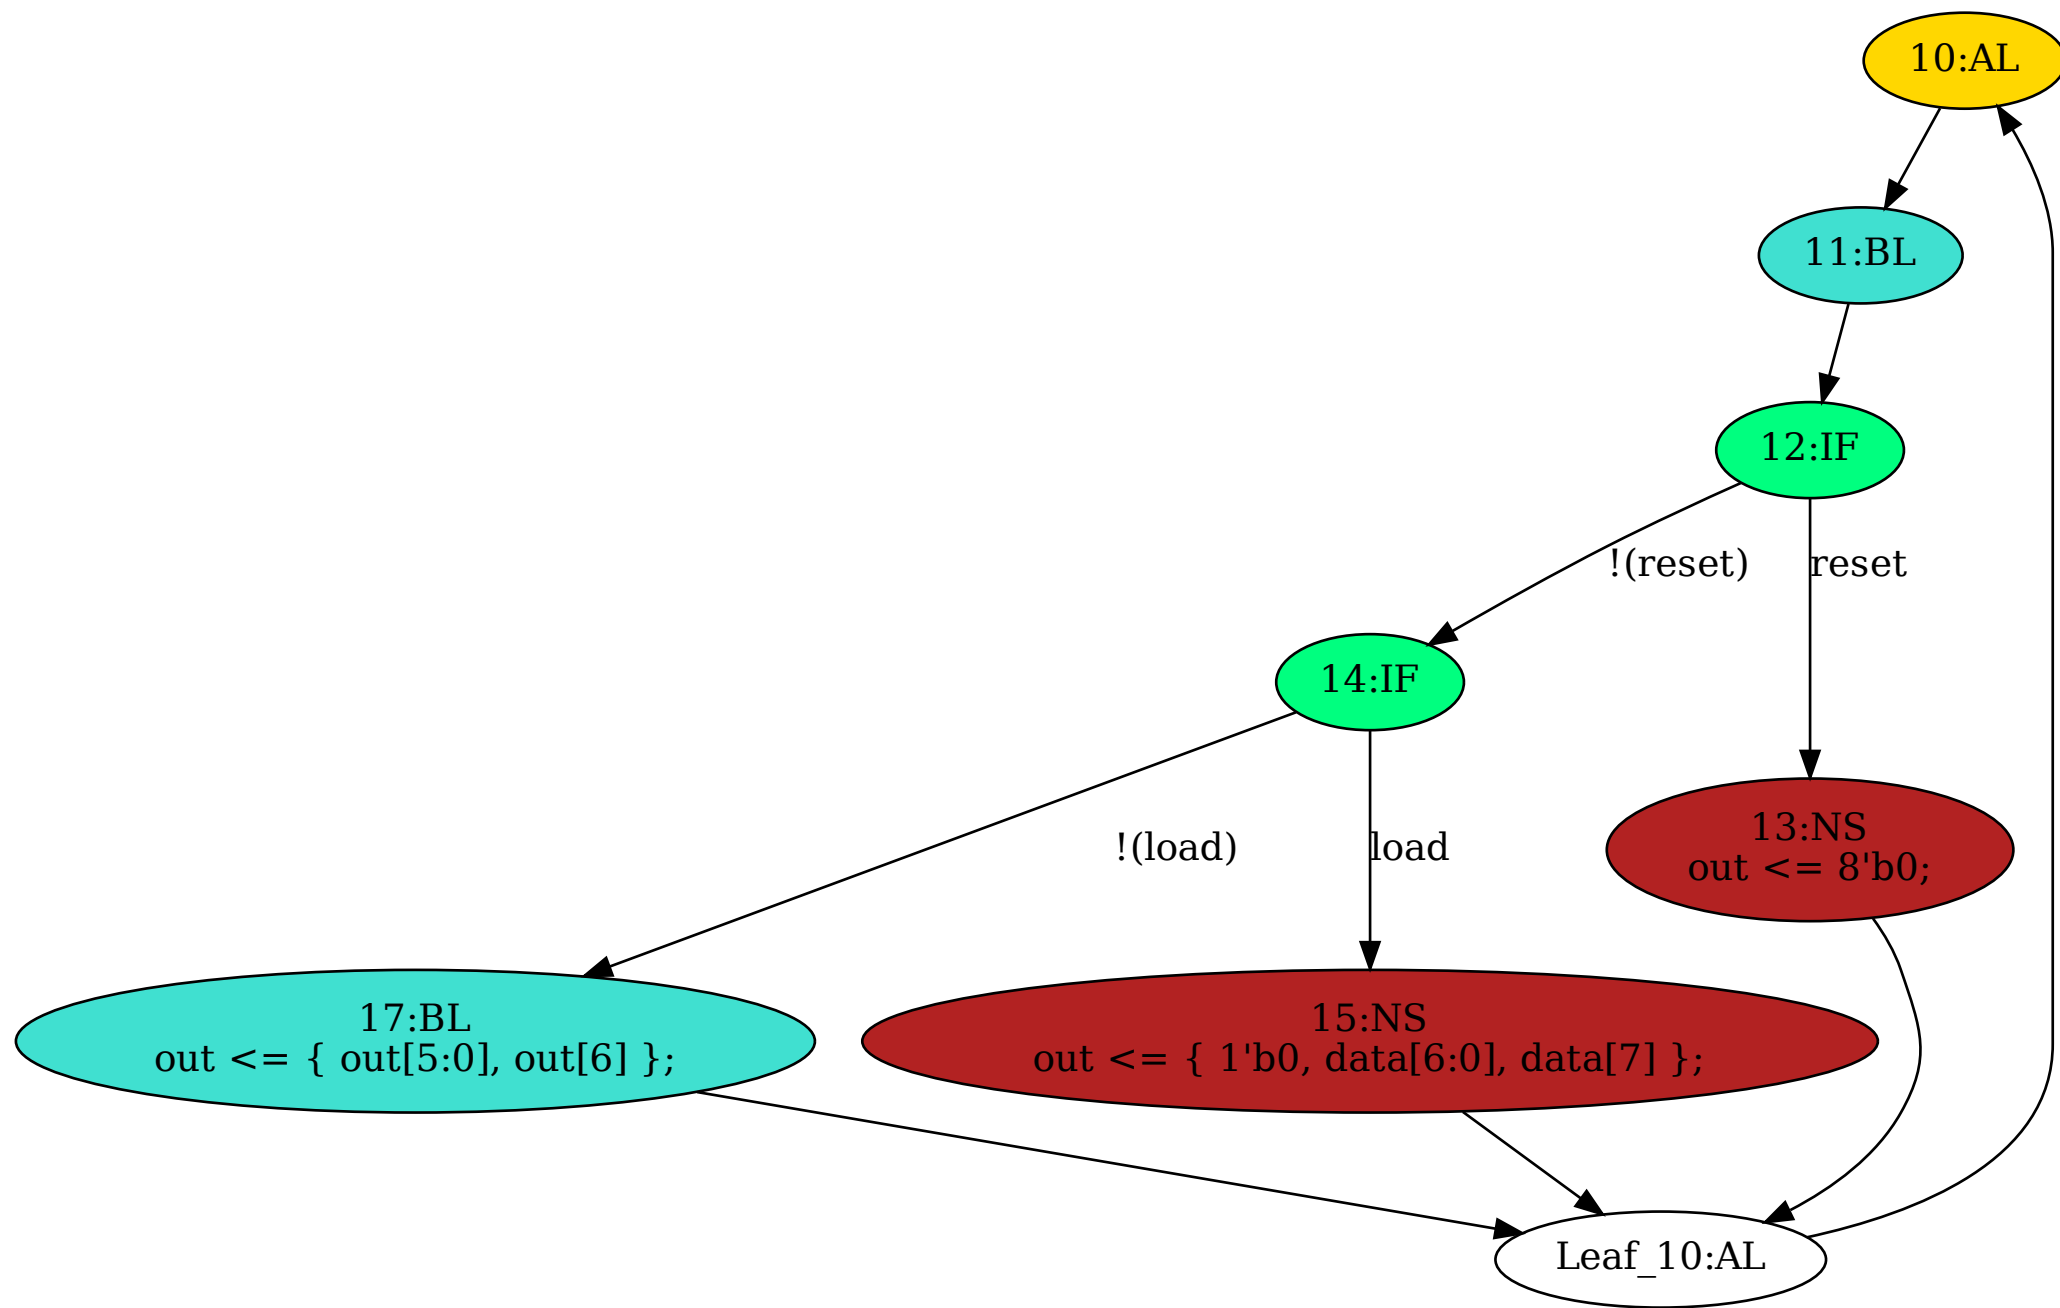 10:AL
11:BL
12:IF
!(reset)
reset
14:IF
!(load)
load
13:NS
out <= 8'b0;
17:BL
out <= { out[5:0], out[6] };
15:NS
out <= { 1'b0, data[6:0], data[7] };
Leaf_10:AL